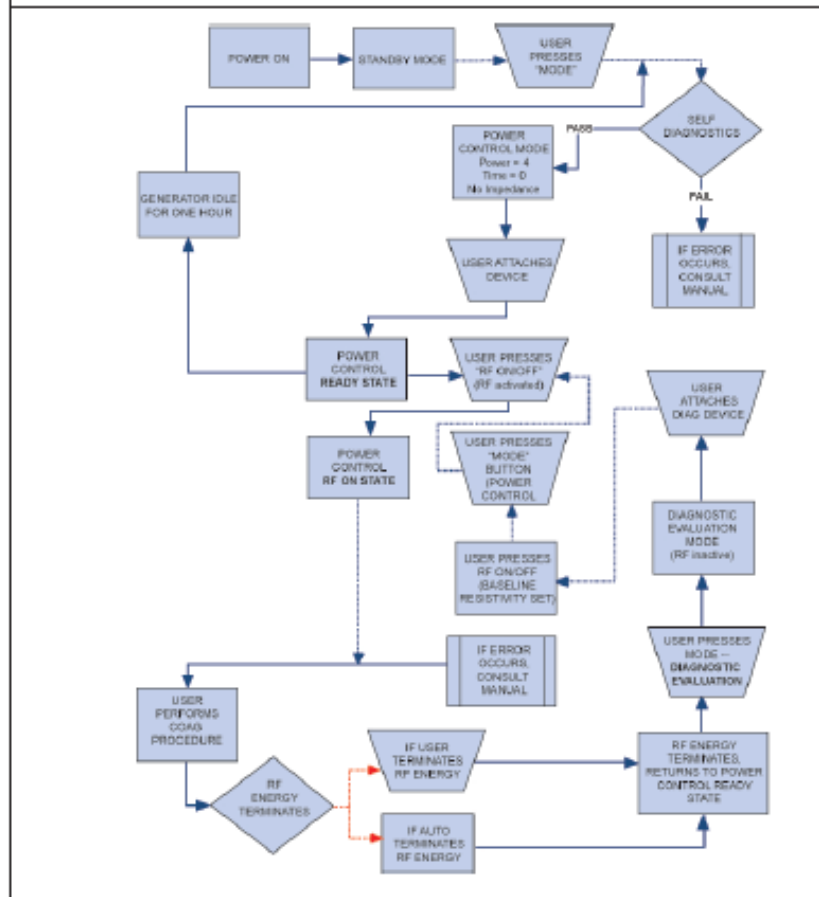 POWER ON
STANDBY MODE
USER
PRESSES
"MODE"
SELF
DIAGNOSTICS
PASS
FAIL
POWER
CONTROL MODE
Power = 4
Time = 0
No Impedance
GENERATOR IDLE
FOR ONE HOUR
IF ERROR
OCCURS,
CONSULT
MANUAL
USER ATTACHES
DEVICE
POWER
CONTROL
READY STATE
USER PRESSES
"RF ON/OFF"
(RF activated)
USER
ATTACHES
DIAG DEVICE
POWER
CONTROL
RF ON STATE
USER PRESSES
"MODE"
BUTTON
(POWER
CONTROL
DIAGNOSTIC
EVALUATION
MODE
(RF inactive)
USER PRESSES
RF ON/OFF
(BASELINE
RESISTIVITY SET)
USER PRESSES
MODE --
DIAGNOSTIC
EVALUATION
IF ERROR
OCCURS,
CONSULT
MANUAL
USER
PERFORMS
COAG
PROCEDURE
RF
ENERGY
TERMINATES
IF USER
TERMINATES
RF ENERGY
IF AUTO
TERMINATES
RF ENERGY
RF ENERGY
TERMINATES,
RETURNS TO POWER
CONTROL READY
STATE